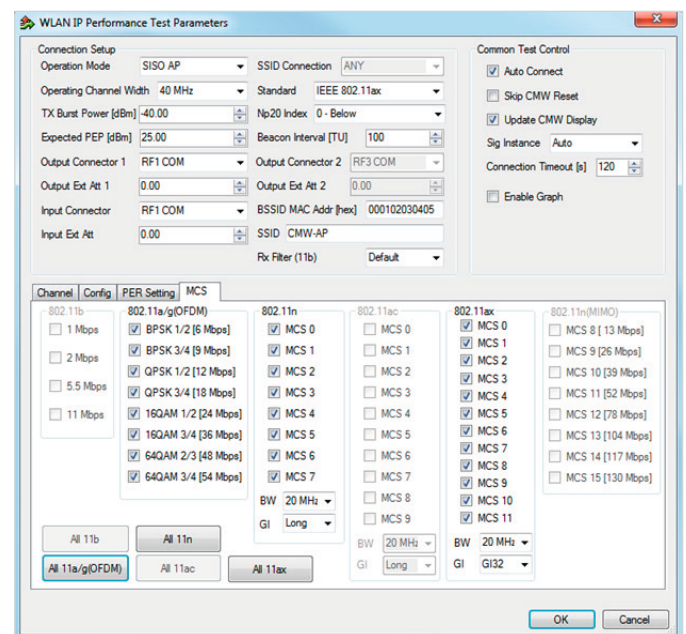 WLAN IP Performance Test Parameters
Connection Setup
Operation Mode SISO AP SSID Connection ANY
Operating Channel Width 40 MHz Standard IEEE 802.11ax
TX Burst Power [dBm] -40.00 Np20 Index 0 - Below
Expected PEP [dBm] 25.00 Beacon Interval [TU] 100
Output Connector 1 RF1 COM Output Connector 2 RF3 COM
Output Ext Att 1 0.00 Output Ext Att 2 0.00
Input Connector RF1 COM BSSID MAC Addr [hex] 000102030405
Input Ext Att 0.00 SSID CMW-AP
Rx Filter (11b) Default
Common Test Control
Auto Connect
Skip CMW Reset
Update CMW Display
Sig Instance Auto
Connection Timeout [s] 120
Enable Graph
Channel Config PER Setting MCS
802.11b
1 Mbps
2 Mbps
5.5 Mbps
11 Mbps
802.11a/g(OFDM)
BPSK 1/2 [6 Mbps]
BPSK 3/4 [9 Mbps]
QPSK 1/2 [12 Mbps]
QPSK 3/4 [18 Mbps]
16QAM 1/2 [24 Mbps]
16QAM 3/4 [36 Mbps]
64QAM 2/3 [48 Mbps]
64QAM 3/4 [54 Mbps]
802.11n
MCS 0
MCS 1
MCS 2
MCS 3
MCS 4
MCS 5
MCS 6
MCS 7
BW 20 MHz
GI Long
802.11ac
MCS 0
MCS 1
MCS 2
MCS 3
MCS 4
MCS 5
MCS 6
MCS 7
MCS 8
MCS 9
BW 20 MHz
GI Long
802.11ax
MCS 0
MCS 1
MCS 2
MCS 3
MCS 4
MCS 5
MCS 6
MCS 7
MCS 8
MCS 9
MCS 10
MCS 11
BW 20 MHz
GI GI32
802.11n(MIMO)
MCS 8 [ 13 Mbps]
MCS 9 [26 Mbps]
MCS 10 [39 Mbps]
MCS 11 [52 Mbps]
MCS 12 [78 Mbps]
MCS 13 [104 Mbps]
MCS 14 [117 Mbps]
MCS 15 [130 Mbps]
All 11b All 11n
All 11a/g(OFDM) All 11ac All 11ax
OK Cancel